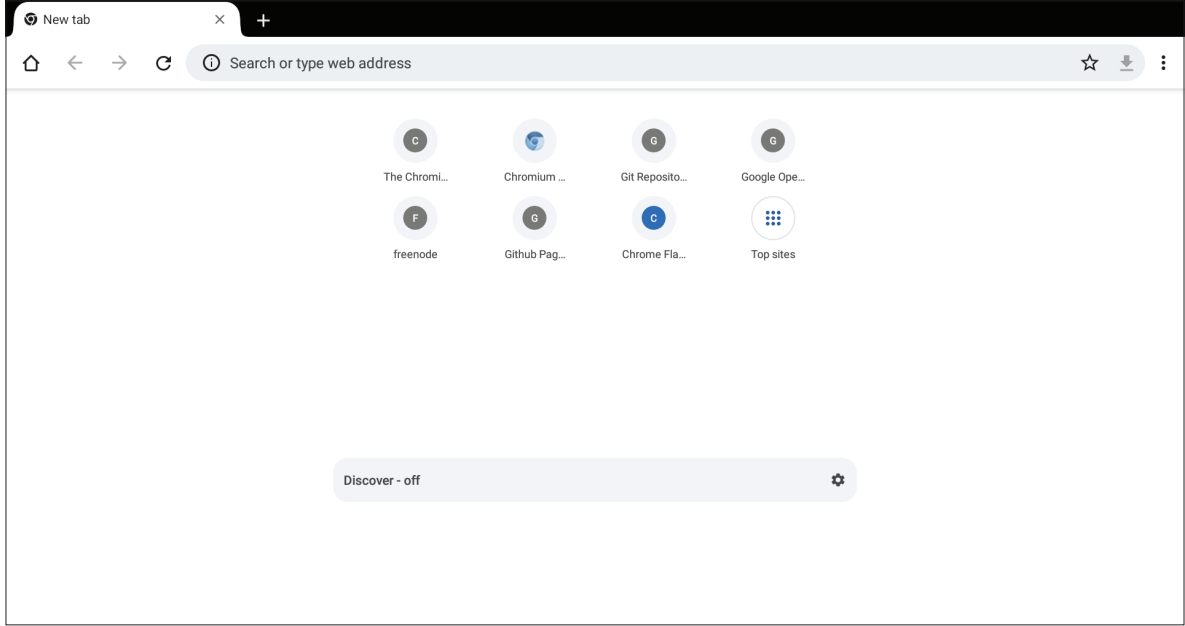 New tab
Search or type web address
C
G
G
The Chromi...
Chromium ...
Git Reposito...
Google Ope...
F
G
C
freenode
Github Pag...
Chrome Fla...
Top sites
Discover - off